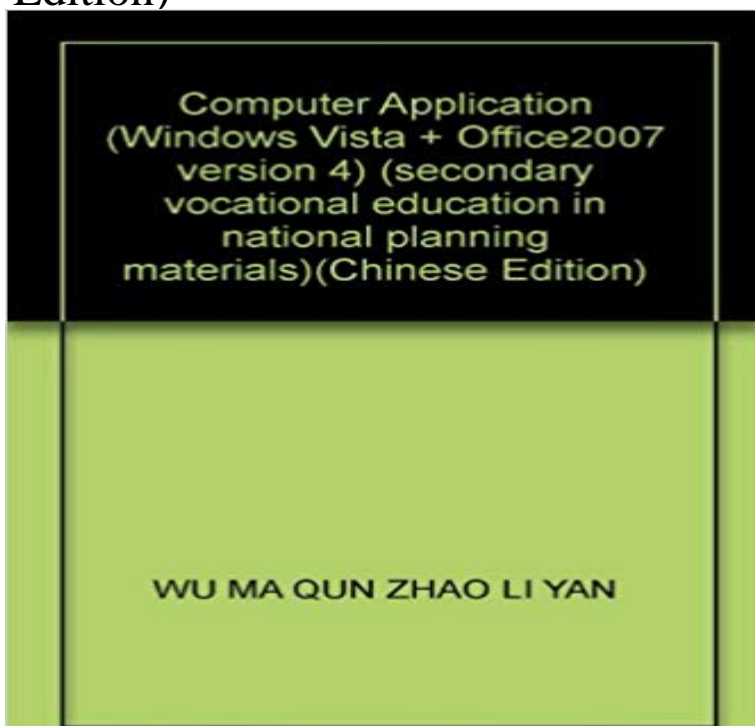 Edition)
Computer Application
(Windows Vista + Office2007
version 4) (secondary
vocational education in
national planning
materials)(Chinese Edition)
WU MA QUN ZHAO LI YAN